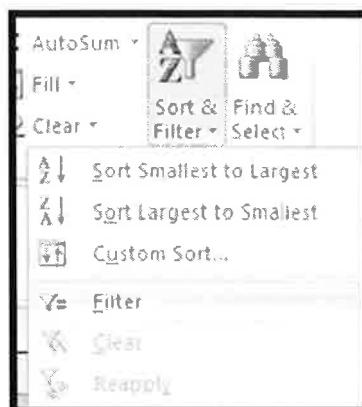 AutoSum
Fill
Clear
Sort &
Filter
Find &
Select
Sort Smallest to Largest
Sort Largest to Smallest
Custom Sort...
Filter
Clear
Reapply